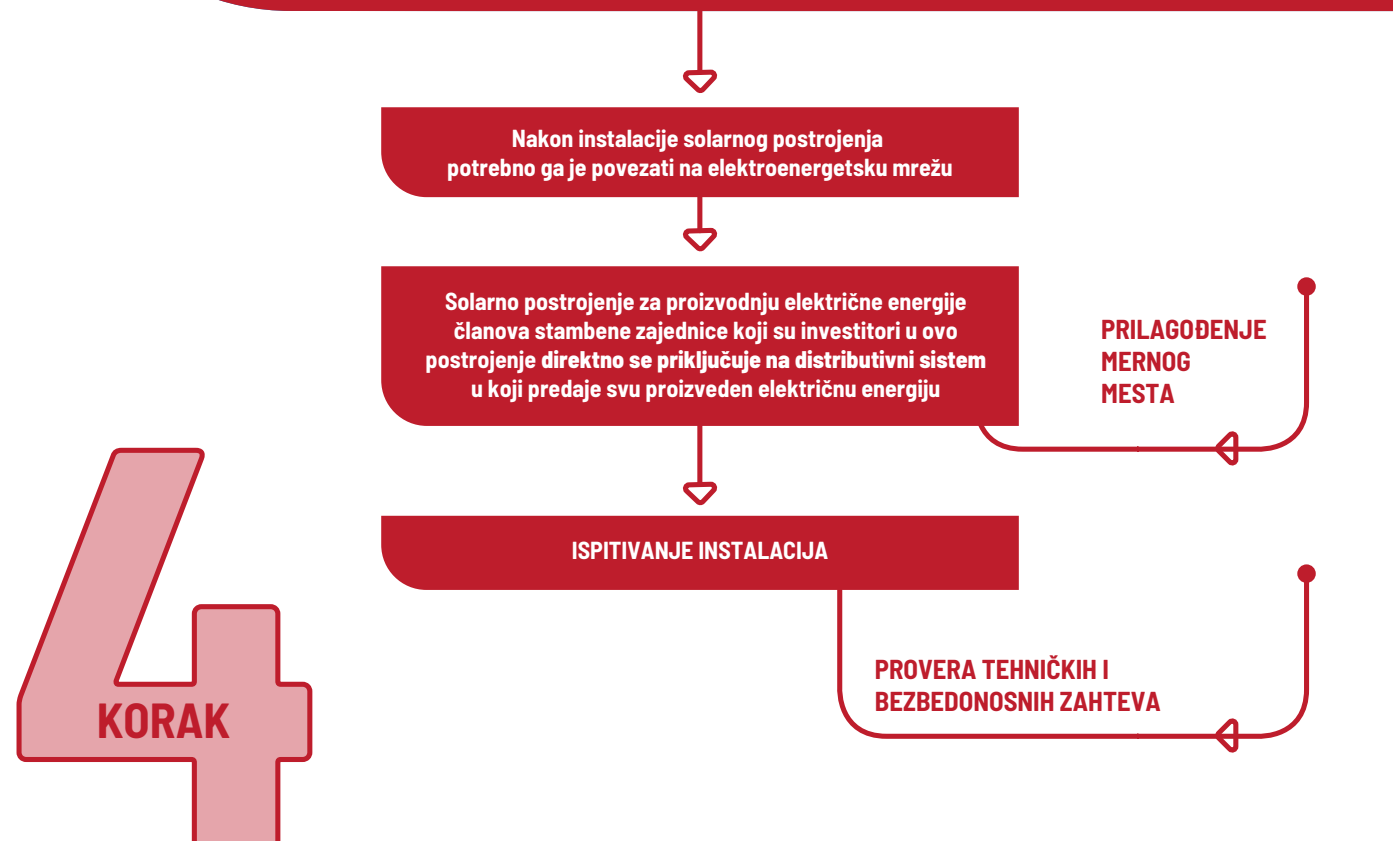 Nakon instalacije solarnog postrojenja
potrebno ga je povezati na elektroenergetsku mrežu
Solarno postrojenje za proizvodnju električne energije
članova stambene zajednice koji su investitori u ovo
postrojenje direktno se priključuje na distributivni sistem
u koji predaje svu proizveden električnu energiju
PRILAGOĐENJE
MERNOG
MESTA
ISPITIVANJE INSTALACIJA
PROVERA TEHNIČKIH I
BEZBEDONOSNIH ZAHTEVA
4
KORAK